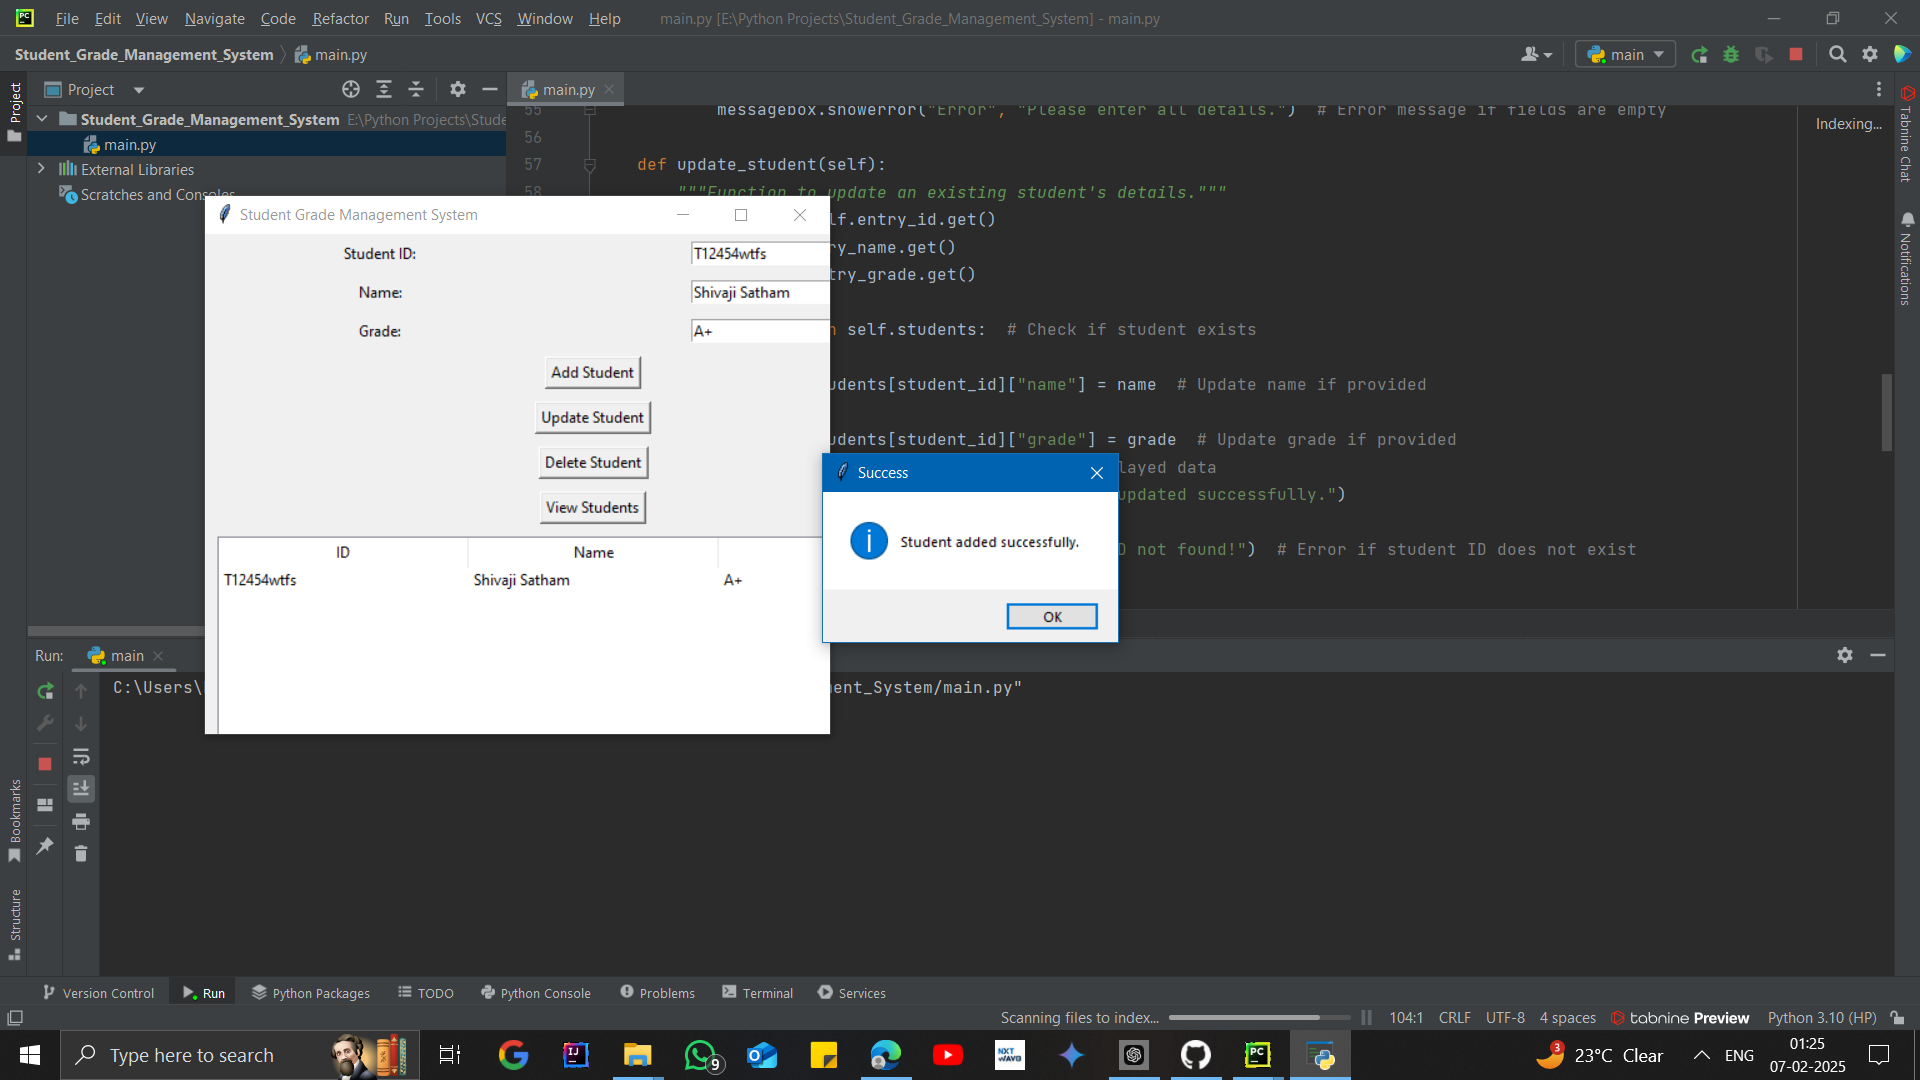 File Edit View Navigate Code Refactor Run Tools VCS Window Help main.py [E:\Python Projects\Student_Grade_Management_System] - main.py
Student_Grade_Management_System main.py
main
Project
main.py
Project
Student_Grade_Management_System E:\Python Projects\Stude
main.py
External Libraries
Scratches and Conso
55 messagebox.showerror("Error", "Please enter all details.") # Error message if fields are empty
56
57 def update_student(self):
58 """Function to update an existing student's details."""
lf.entry_id.get()
ry_name.get()
try_grade.get()
n self.students: # Check if student exists
udents[student_id]["name"] = name # Update name if provided
udents[student_id]["grade"] = grade # Update grade if provided
layed data
updated successfully.")
D not found!") # Error if student ID does not exist
Indexing...
Tabnine Chat
Notifications
Student Grade Management System
Student ID: T12454wtfs
Name: Shivaji Satham
Grade: A+
Add Student
Update Student
Delete Student
View Students
ID Name
T12454wtfs Shivaji Satham A+
Success
Student added successfully.
OK
Run: main
C:\Users\
ent_System/main.py"
Bookmarks
Structure
Version Control Run Python Packages TODO Python Console Problems Terminal Services
Scanning files to index... 104:1 CRLF UTF-8 4 spaces tabnine Preview Python 3.10 (HP)
Type here to search
9
3
23°C Clear
ENG
01:25
07-02-2025